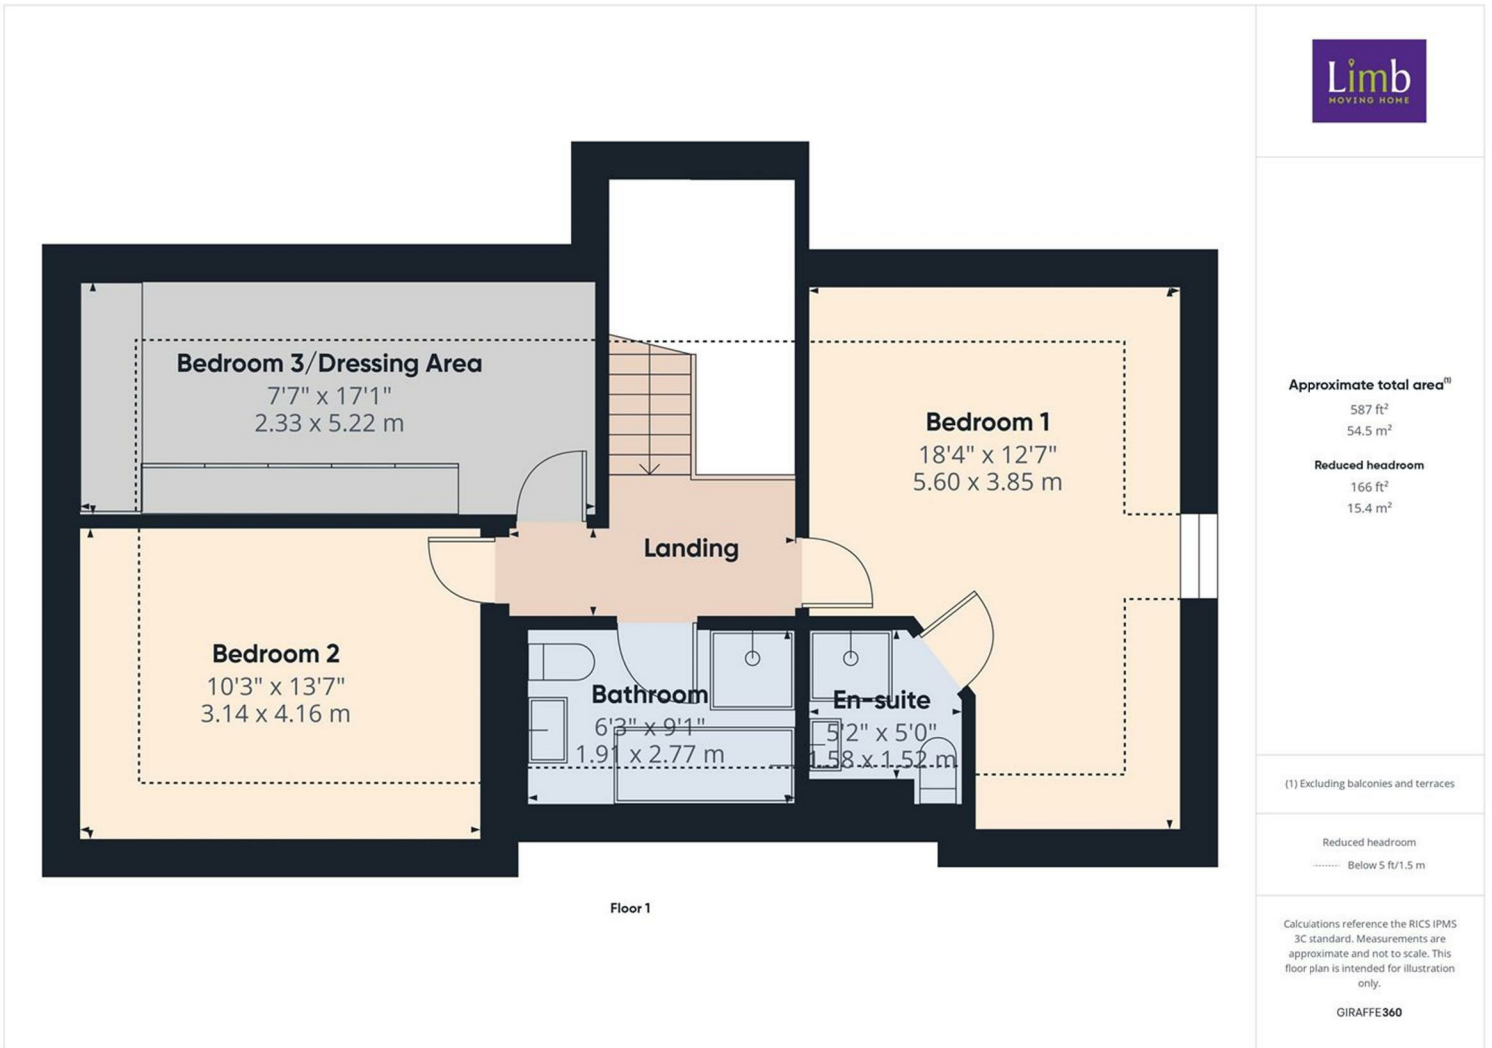 Limb
MOVING HOME
Bedroom 3/Dressing Area
7'7" x 17'1"
2.33 x 5.22 m
Bedroom 1
18'4" x 12'7"
5.60 x 3.85 m
Landing
Bedroom 2
10'3" x 13'7"
3.14 x 4.16 m
Bathroom
6'3" x 9'1"
1.91 x 2.77 m
En-suite
5'2" x 5'0"
1.58 x 1.52 m
Floor 1
Approximate total area(1)
587 ft²
54.5 m²
Reduced headroom
166 ft²
15.4 m²
(1) Excluding balconies and terraces
Reduced headroom
Below 5 ft/1.5 m
Calculations reference the RICS IPMS
3C standard. Measurements are
approximate and not to scale. This
floor plan is intended for illustration
only.
GIRAFFE360